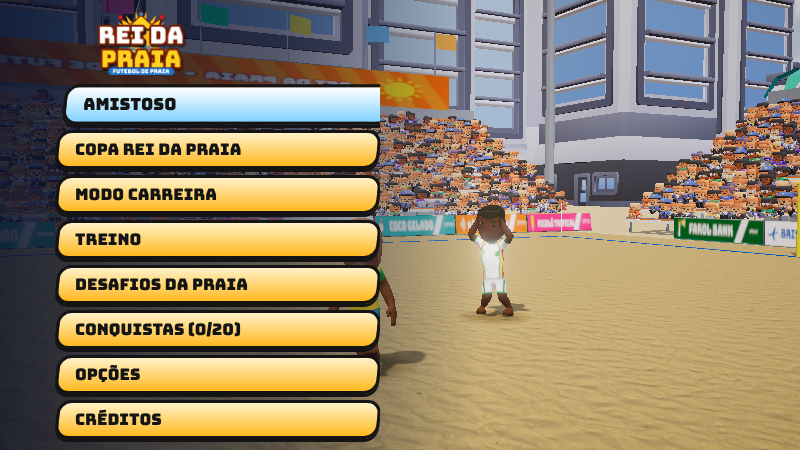 REI DA
PRAIA
FUTEBOL DE PRAIA
AMISTOSO
COPA REI DA PRAIA
MODO CARREIRA
TREINO
DESAFIOS DA PRAIA
CONQUISTAS (0/20)
OPÇÕES
CRÉDITOS
COCO GELADO
FAROL BANK